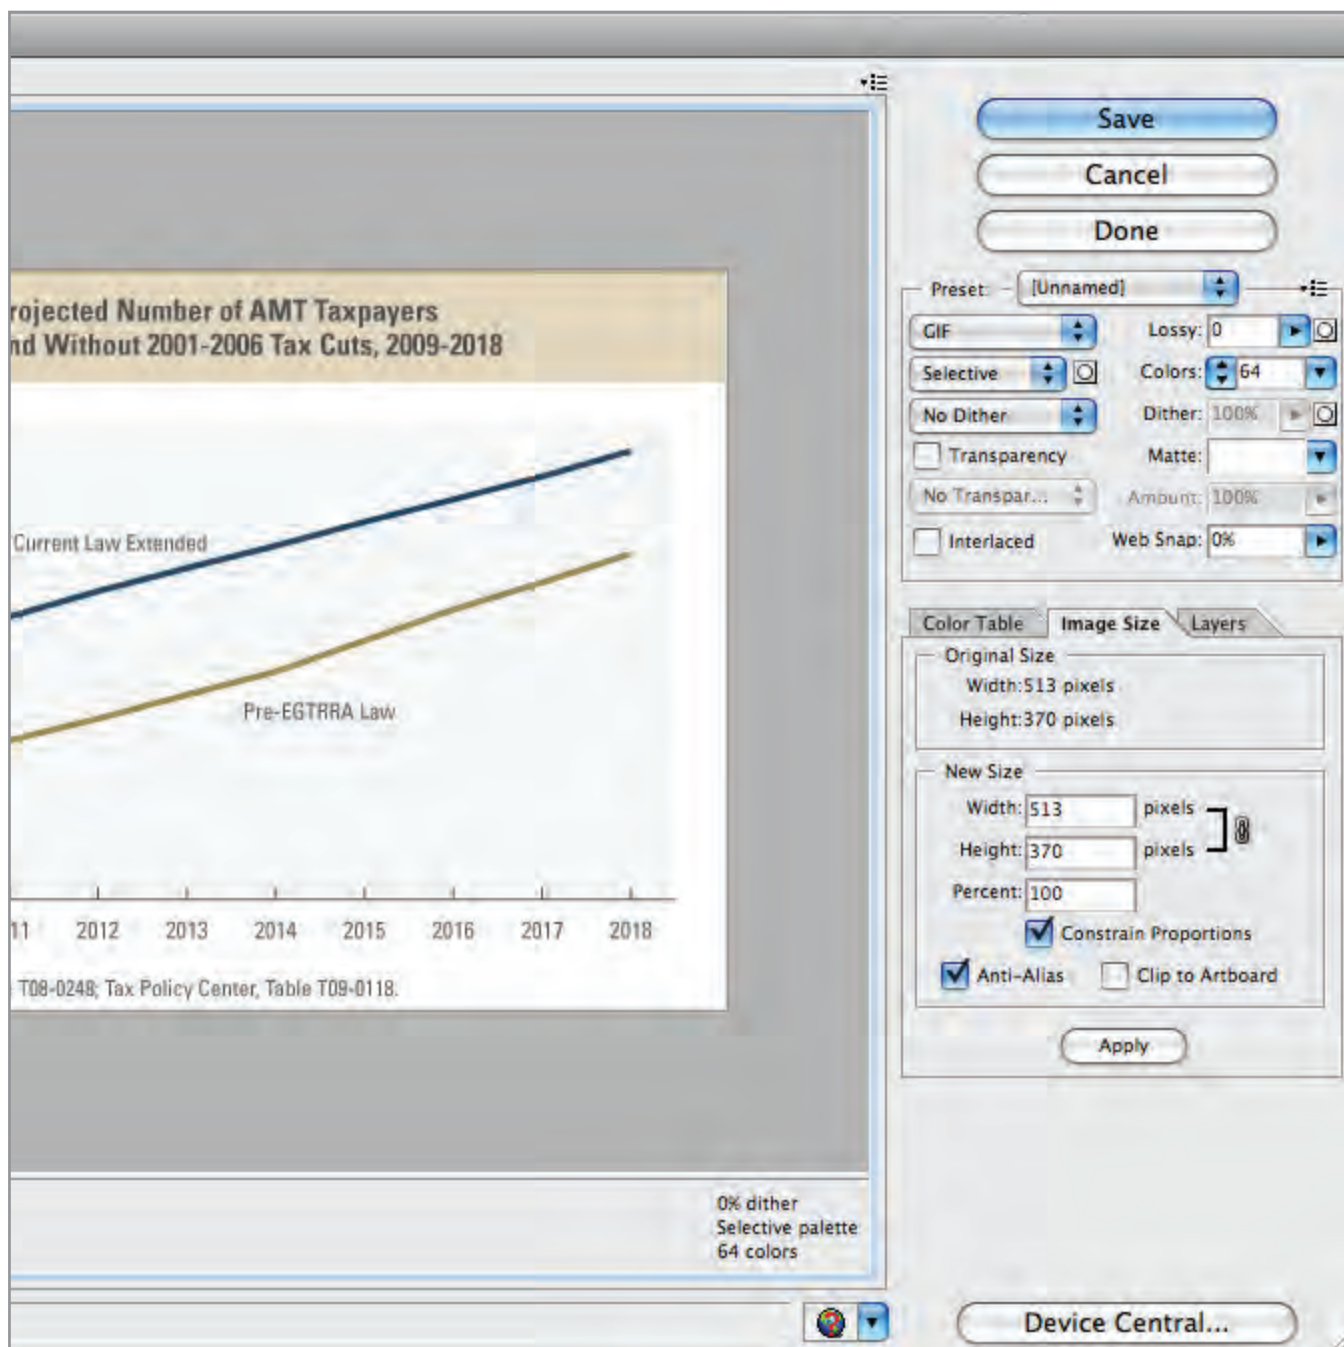 Save
Cancel
Done
Preset: [Unnamed]
GIF Lossy: 0
Selective Colors: 64
No Dither Dither: 100%
Transparency Matte:
No Transpar... Amount: 100%
Interlaced Web Snap: 0%
Color Table Image Size Layers
Original Size
Width:513 pixels
Height:370 pixels
New Size
Width: 513 pixels
Height: 370 pixels
Percent: 100
Constrain Proportions
Anti-Alias Clip to Artboard
Apply
Device Central...
rojected Number of AMT Taxpayers
nd Without 2001-2006 Tax Cuts, 2009-2018
Current Law Extended
Pre-EGTRRA Law
11 2012 2013 2014 2015 2016 2017 2018
T08-0248; Tax Policy Center, Table T09-0118.
0% dither
Selective palette
64 colors